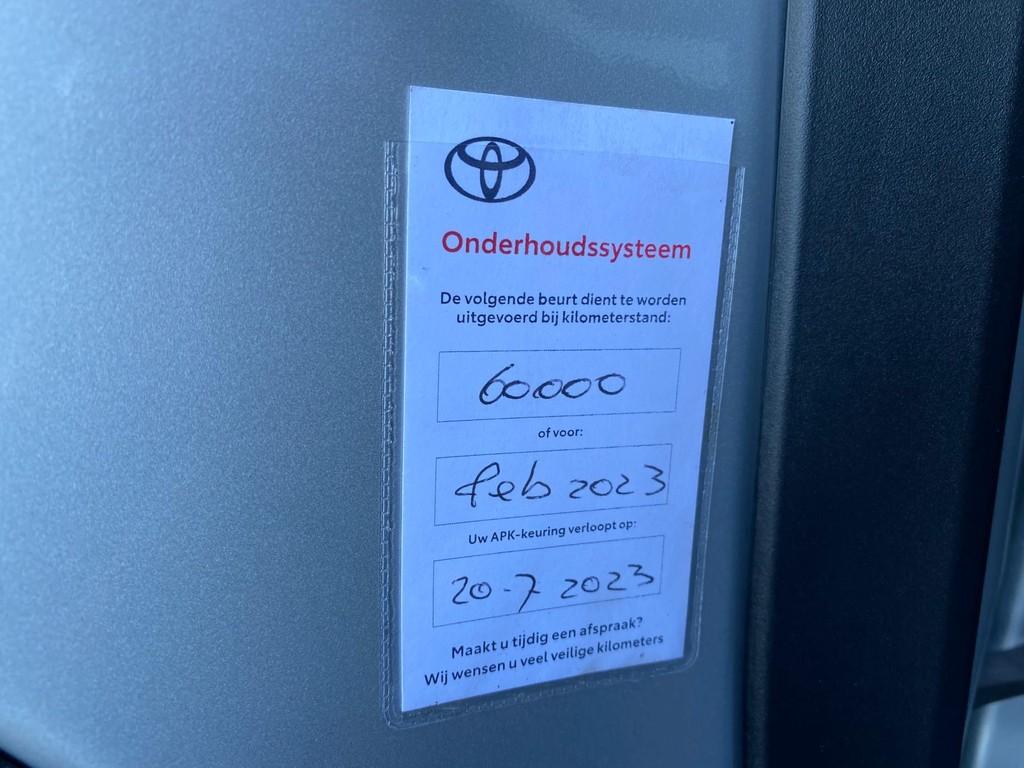 Onderhoudssysteem
De volgende beurt dient te worden
uitgevoerd bij kilometerstand:
60.000
of voor:
feb 2023
Uw APK-keuring verloopt op:
20-7 2023
Maakt u tijdig een afspraak?
Wij wensen u veel veilige kilometers